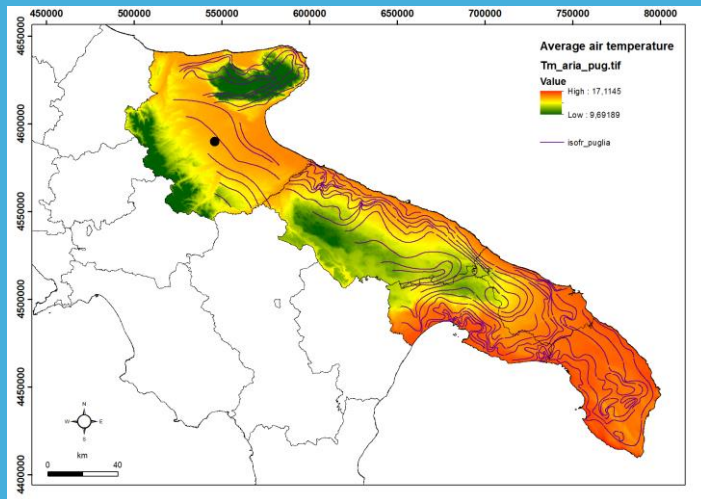 450000 500000 550000 600000 650000 700000 750000 800000
4650000
4600000
4550000
4500000
4450000
4400000
Average air temperature
Tm_aria_pug.tif
Value
High : 17,1145
Low : 9,69189
isofr_puglia
N
W E
S
km
0 40